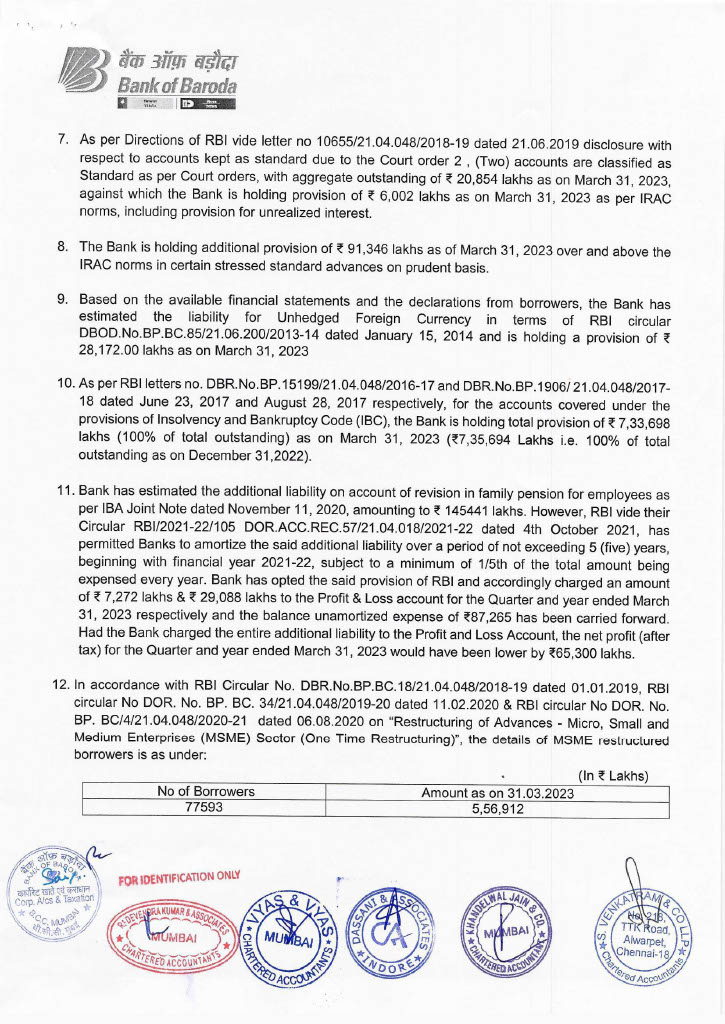 बैंक ऑफ़ बड़ौदा
Bank of Baroda
7. As per Directions of RBI vide letter no 10655/21.04.048/2018-19 dated 21.06.2019 disclosure with
respect to accounts kept as standard due to the Court order 2 , (Two) accounts are classified as
Standard as per Court orders, with aggregate outstanding of ₹ 20,854 lakhs as on March 31, 2023,
against which the Bank is holding provision of ₹ 6,002 lakhs as on March 31, 2023 as per IRAC
norms, including provision for unrealized interest.
8. The Bank is holding additional provision of ₹ 91,346 lakhs as of March 31, 2023 over and above the
IRAC norms in certain stressed standard advances on prudent basis.
9. Based on the available financial statements and the declarations from borrowers, the Bank has
estimated the liability for Unhedged Foreign Currency in terms of RBI circular
DBOD.No.BP.BC.85/21.06.200/2013-14 dated January 15, 2014 and is holding a provision of ₹
28,172.00 lakhs as on March 31, 2023
10. As per RBI letters no. DBR.No.BP.15199/21.04.048/2016-17 and DBR.No.BP.1906/ 21.04.048/2017-
18 dated June 23, 2017 and August 28, 2017 respectively, for the accounts covered under the
provisions of Insolvency and Bankruptcy Code (IBC), the Bank is holding total provision of ₹ 7,33,698
lakhs (100% of total outstanding) as on March 31, 2023 (₹7,35,694 Lakhs i.e. 100% of total
outstanding as on December 31,2022).
11. Bank has estimated the additional liability on account of revision in family pension for employees as
per IBA Joint Note dated November 11, 2020, amounting to ₹ 145441 lakhs. However, RBI vide their
Circular RBI/2021-22/105 DOR.ACC.REC.57/21.04.018/2021-22 dated 4th October 2021, has
permitted Banks to amortize the said additional liability over a period of not exceeding 5 (five) years,
beginning with financial year 2021-22, subject to a minimum of 1/5th of the total amount being
expensed every year. Bank has opted the said provision of RBI and accordingly charged an amount
of ₹ 7,272 lakhs & ₹ 29,088 lakhs to the Profit & Loss account for the Quarter and year ended March
31, 2023 respectively and the balance unamortized expense of ₹87,265 has been carried forward.
Had the Bank charged the entire additional liability to the Profit and Loss Account, the net profit (after
tax) for the Quarter and year ended March 31, 2023 would have been lower by ₹65,300 lakhs.
12. In accordance with RBI Circular No. DBR.No.BP.BC.18/21.04.048/2018-19 dated 01.01.2019, RBI
circular No DOR. No. BP. BC. 34/21.04.048/2019-20 dated 11.02.2020 & RBI circular No DOR. No.
BP. BC/4/21.04.048/2020-21 dated 06.08.2020 on “Restructuring of Advances - Micro, Small and
Medium Enterprises (MSME) Sector (One Time Restructuring)”, the details of MSME restructured
borrowers is as under:
(In ₹ Lakhs)
No of Borrowers Amount as on 31.03.2023
77593 5,56,912
बैंक ऑफ़ बड़ौदा
BANK OF BARODA
Corp. A/cs & Taxation
B.C.C. MUMBAI
FOR IDENTIFICATION ONLY
DEVENDRA KUMAR & ASSOCIATES
MUMBAI
CHARTERED ACCOUNTANTS
VYAS & VYAS
MUMBAI
CHARTERED ACCOUNTANTS
DASSANI & ASSOCIATES
CA
INDORE
KHANDELWAL JAIN & CO.
MUMBAI
CHARTERED ACCOUNTANTS
S. VENKATRAM & CO LLP
No. 218,
TTK Road,
Alwarpet,
Chennai-18
Chartered Accountants